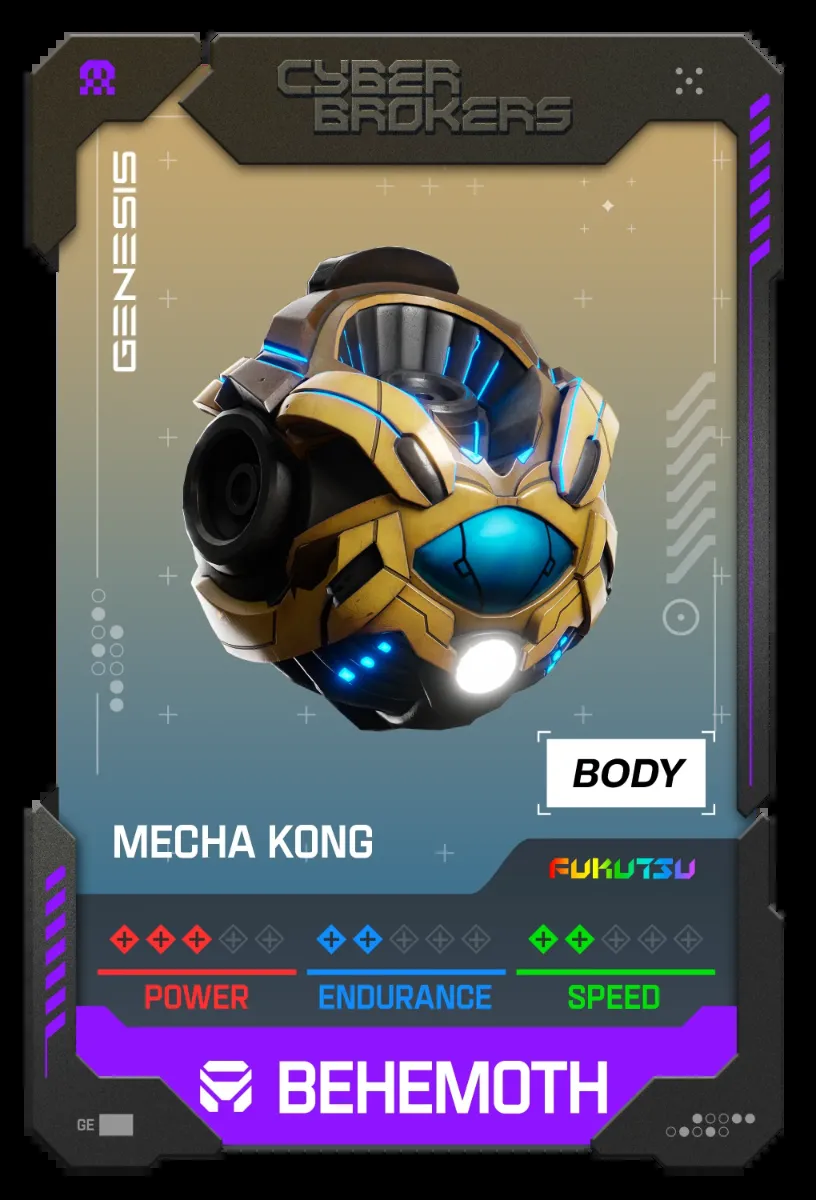 CYBER
BROKERS
GENESIS
BODY
MECHA KONG
FUKUTSU
POWER
ENDURANCE
SPEED
BEHEMOTH
GE